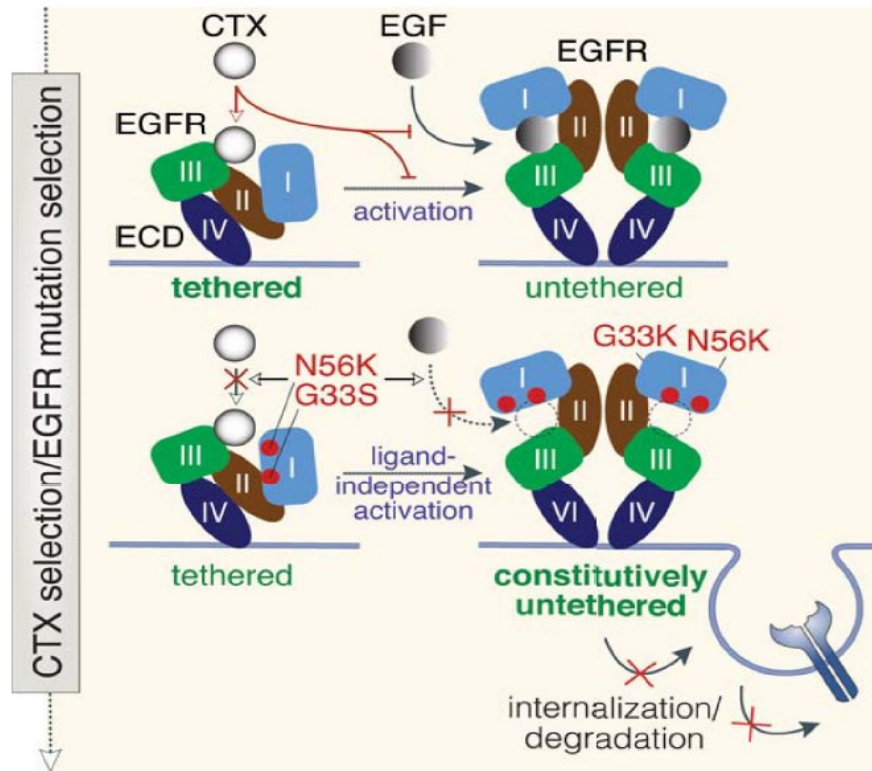 CTX selection/EGFR mutation selection
CTX
EGF
EGFR
EGFR
I
II
II
I
III
II
I
III
III
ECD
IV
activation
IV
IV
tethered
untethered
G33K
N56K
N56K
G33S
I
II
II
I
III
II
I
ligand-
independent
activation
III
III
IV
VI
IV
tethered
constitutively
untethered
internalization/
degradation